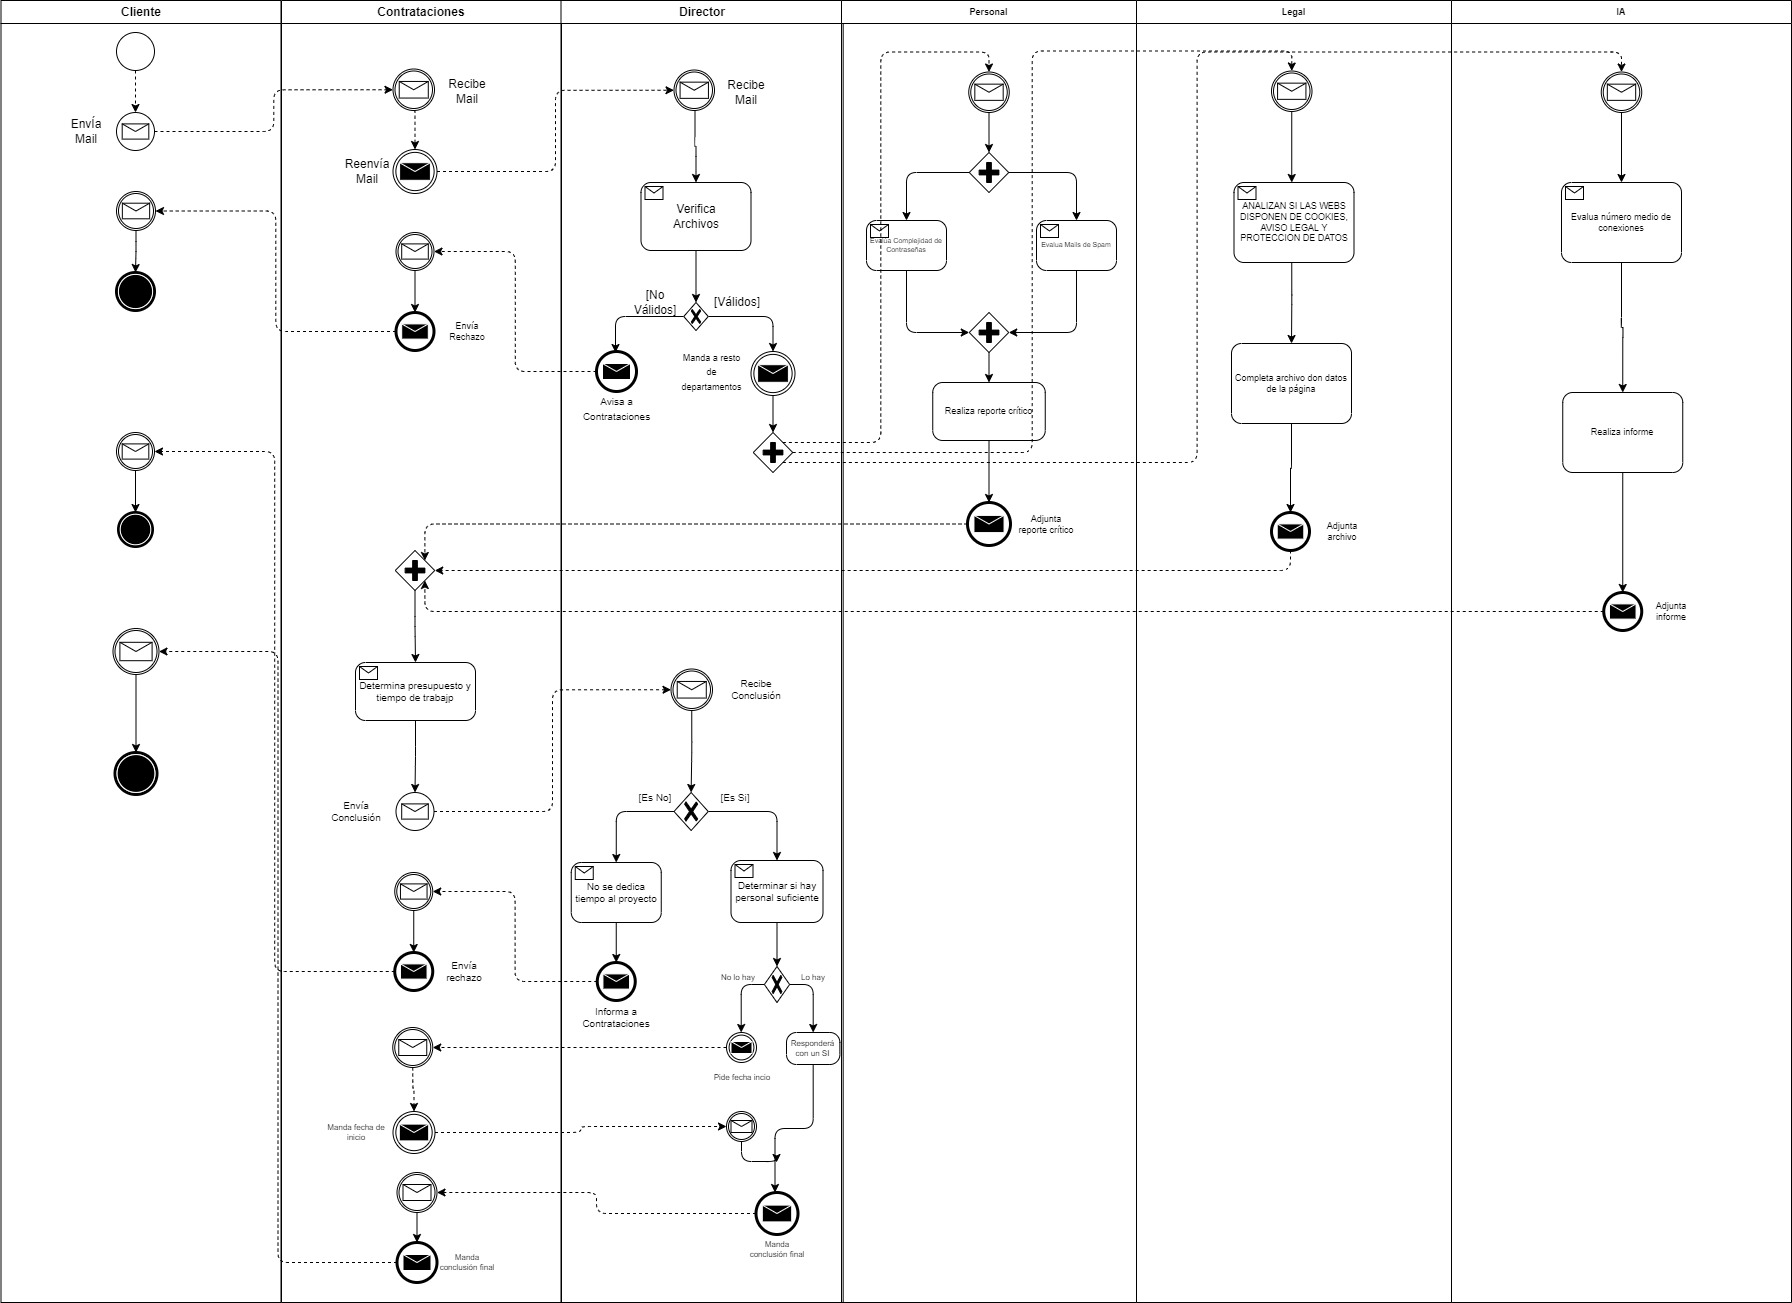 Cliente
Contrataciones
Director
Personal
Legal
IA
Envía
Mail
Recibe
Mail
Reenvía
Mail
Recibe
Mail
Verifica
Archivos
[No
Válidos]
[Válidos]
Avisa a
Contrataciones
Manda a resto
de
departamentos
Envía
Rechazo
Evalúa Complejidad de
Contraseñas
Evalua Mails de Spam
Realiza reporte crítico
Adjunta
reporte crítico
ANALIZAN SI LAS WEBS
DISPONEN DE COOKIES,
AVISO LEGAL Y
PROTECCION DE DATOS
Completa archivo don datos
de la página
Adjunta
archivo
Evalua número medio de
conexiones
Realiza informe
Adjunta
informe
Determina presupuesto y
tiempo de trabajp
Envía
Conclusión
Recibe
Conclusión
[Es No]
[Es Si]
No se dedica
tiempo al proyecto
Determinar si hay
personal suficiente
Informa a
Contrataciones
Envía
rechazo
No lo hay
Lo hay
Pide fecha incio
Responderá
con un SI
Manda fecha de
inicio
Manda
conclusión final
Manda
conclusión final